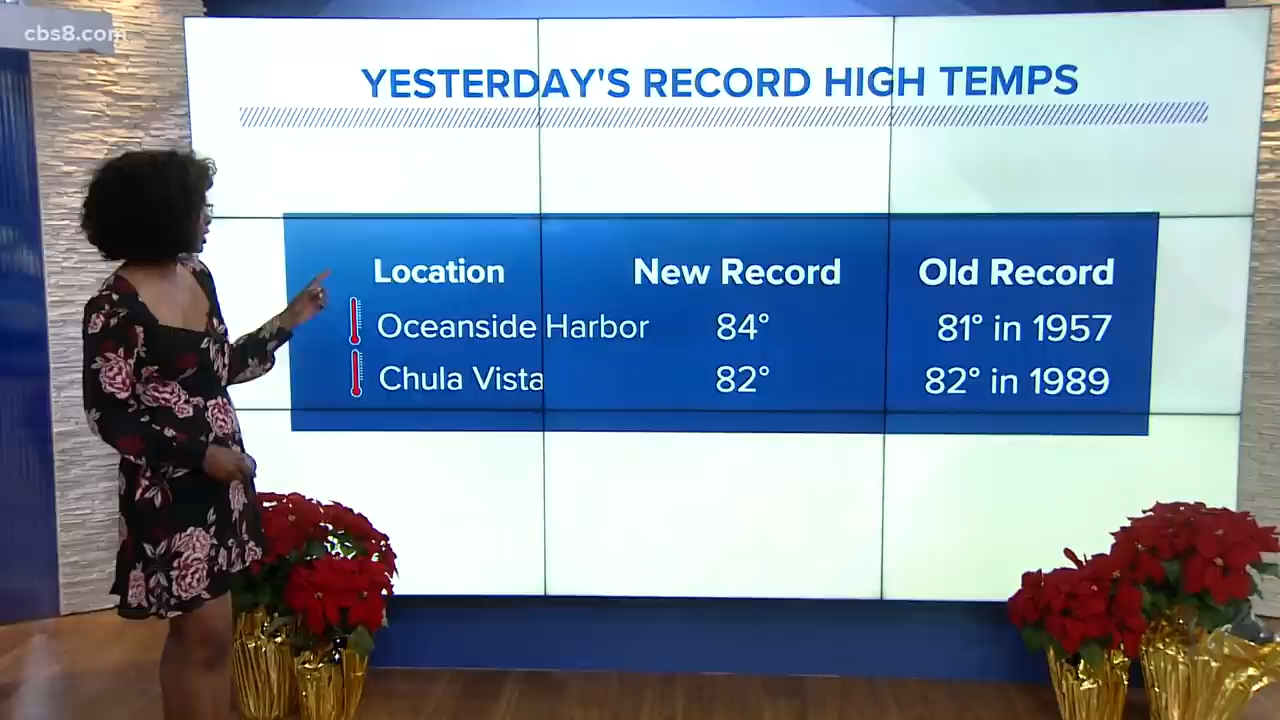 cbs8.com
YESTERDAY'S RECORD HIGH TEMPS
Location New Record Old Record
Oceanside Harbor 84° 81° in 1957
Chula Vista 82° 82° in 1989